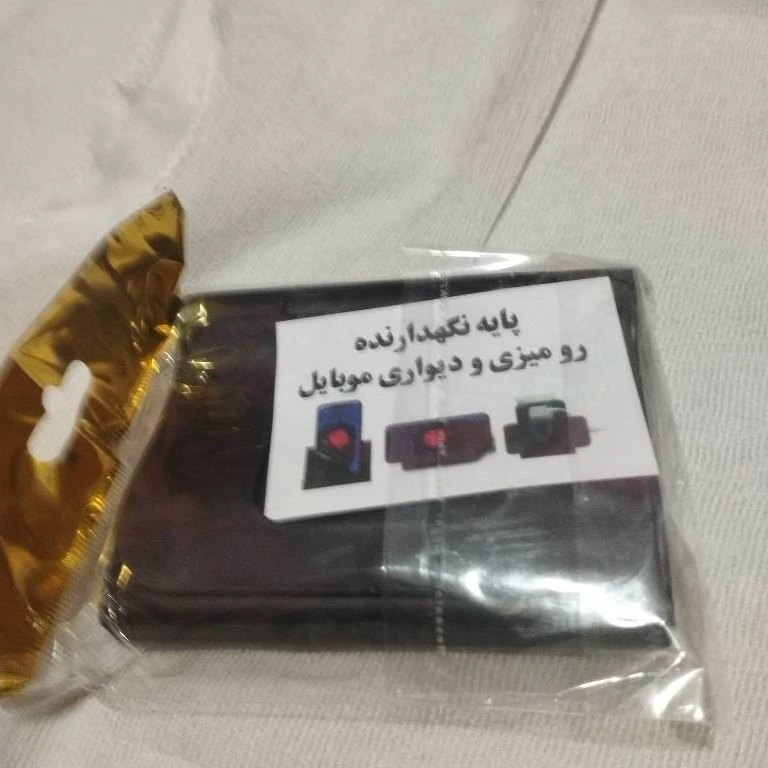 پایه نگهدارنده
رو میزی و دیواری موبایل